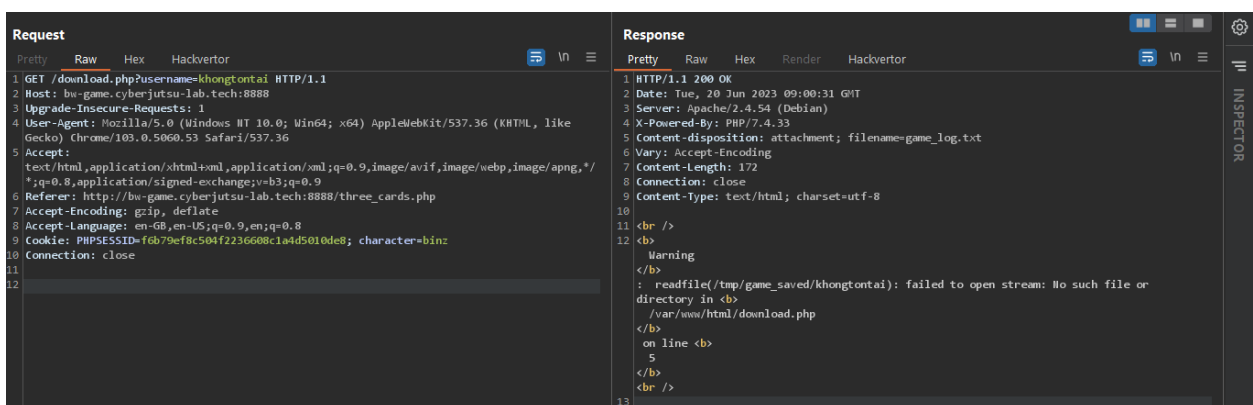 Request
Pretty Raw Hex Hackvertor \n
1 GET /download.php?username=khongtontai HTTP/1.1
2 Host: bw-game.cyberjutsu-lab.tech:8888
3 Upgrade-Insecure-Requests: 1
4 User-Agent: Mozilla/5.0 (Windows NT 10.0; Win64; x64) AppleWebKit/537.36 (KHTML, like
Gecko) Chrome/103.0.5060.53 Safari/537.36
5 Accept:
text/html,application/xhtml+xml,application/xml;q=0.9,image/avif,image/webp,image/apng,*/
*;q=0.8,application/signed-exchange;v=b3;q=0.9
6 Referer: http://bw-game.cyberjutsu-lab.tech:8888/three_cards.php
7 Accept-Encoding: gzip, deflate
8 Accept-Language: en-GB,en-US;q=0.9,en;q=0.8
9 Cookie: PHPSESSID=f6b79ef8c504f2236608c1a4d5010de8; character=binz
10 Connection: close
11
12
Response
Pretty Raw Hex Render Hackvertor \n
1 HTTP/1.1 200 OK
2 Date: Tue, 20 Jun 2023 09:00:31 GMT
3 Server: Apache/2.4.54 (Debian)
4 X-Powered-By: PHP/7.4.33
5 Content-disposition: attachment; filename=game_log.txt
6 Vary: Accept-Encoding
7 Content-Length: 172
8 Connection: close
9 Content-Type: text/html; charset=utf-8
10
11 <br />
12 <b>
Warning
</b>
: readfile(/tmp/game_saved/khongtontai): failed to open stream: No such file or
directory in <b>
/var/www/html/download.php
</b>
on line <b>
5
</b>
<br />
13
INSPECTOR